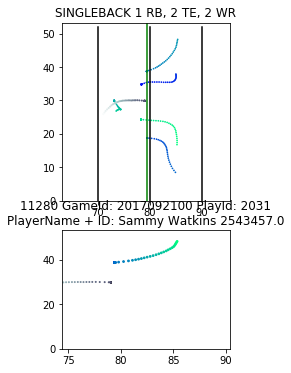 SINGLEBACK 1 RB, 2 TE, 2 WR
50
40
30
20
10
0
70 80 90
11280 GameId: 2017092100 PlayId: 2031
PlayerName + ID: Sammy Watkins 2543457.0
40
20
0
75 80 85 90